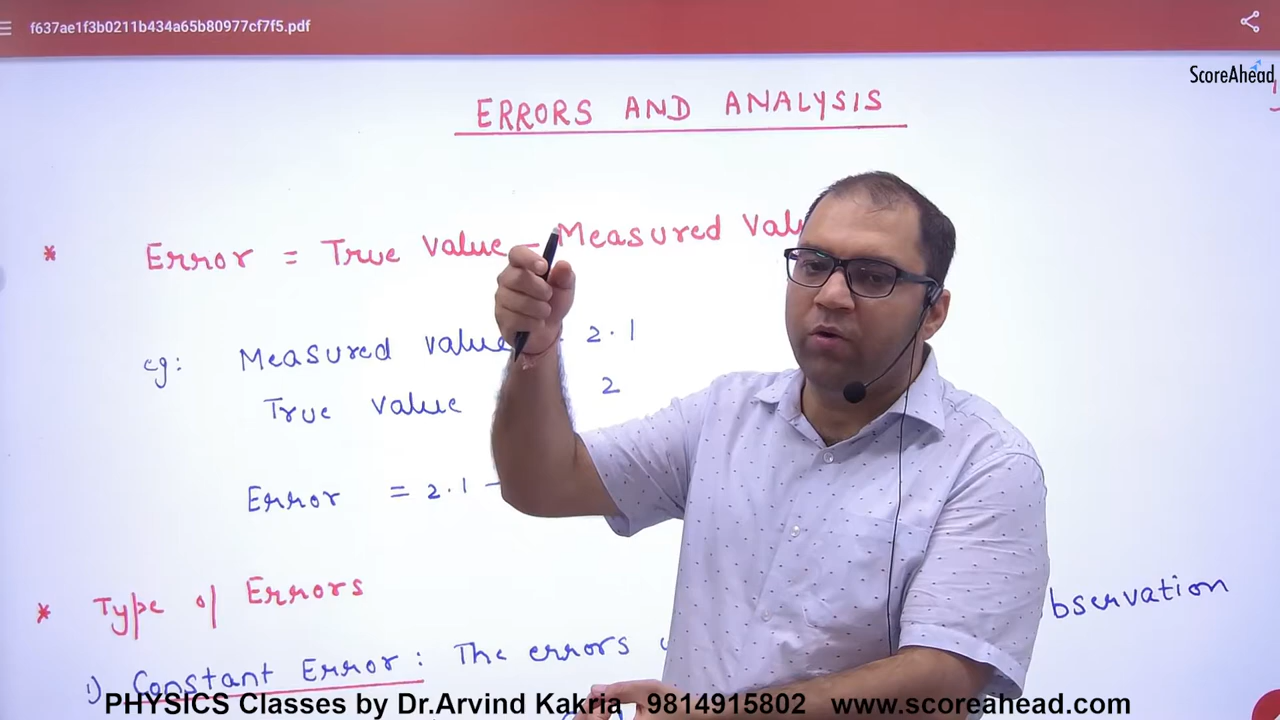 f637ae1f3b0211b434a65b80977cf7f5.pdf
ScoreAhead
ERRORS AND ANALYSIS
* Error = True Value - Measured Valu
eg: Measured value 2.1
True value 2
Error = 2.1 -
* Type of Errors
1) Constant Error : The errors bservation
PHYSICS Classes by Dr.Arvind Kakria 9814915802 www.scoreahead.com